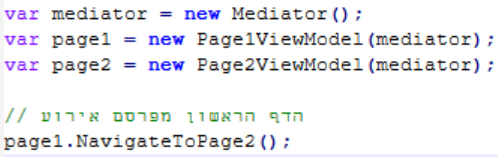 var mediator = new Mediator();
var page1 = new Page1ViewModel(mediator);
var page2 = new Page2ViewModel(mediator);
// הדף הראשון מפרסם אירוע
page1.NavigateToPage2();